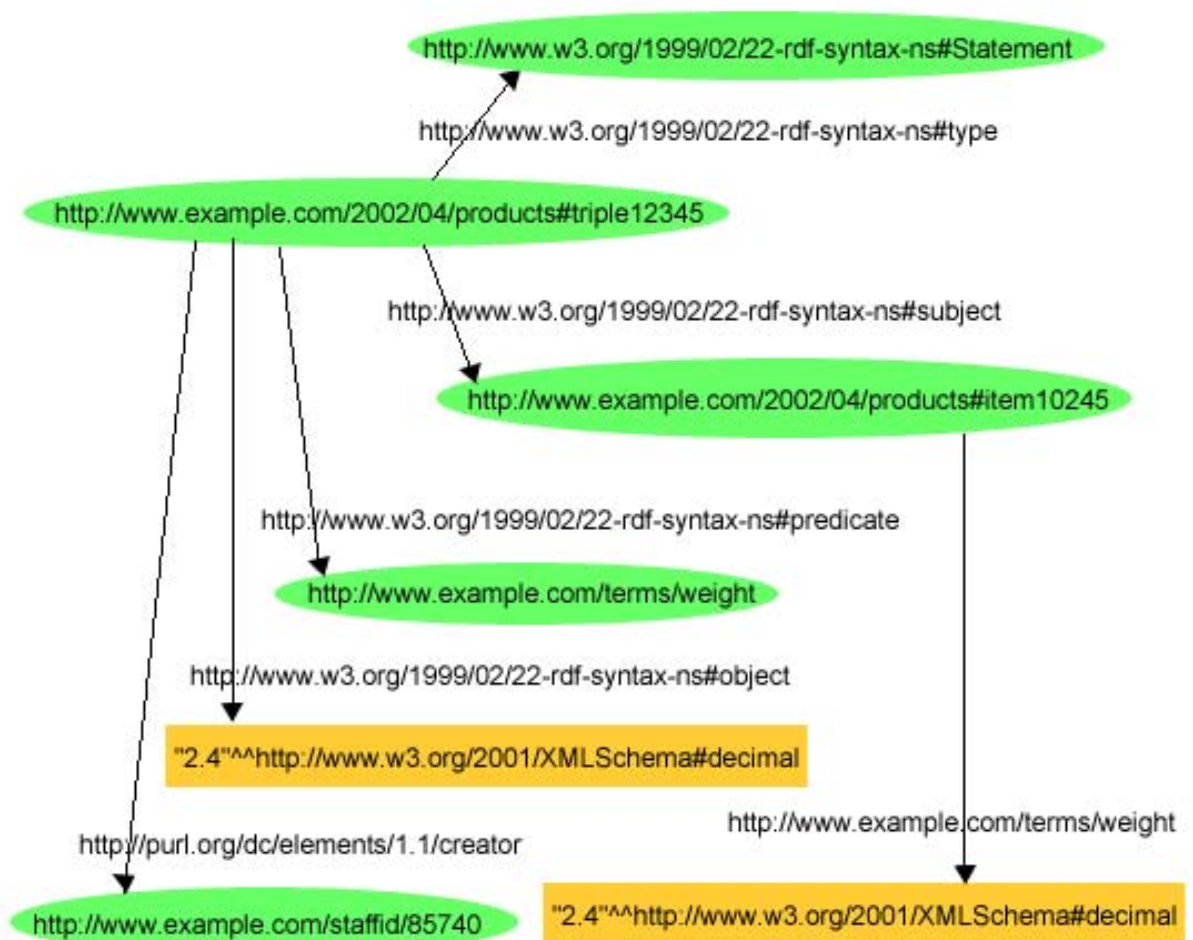 http://www.w3.org/1999/02/22-rdf-syntax-ns#Statement
http://www.w3.org/1999/02/22-rdf-syntax-ns#type
http://www.example.com/2002/04/products#triple12345
http://www.w3.org/1999/02/22-rdf-syntax-ns#subject
http://www.example.com/2002/04/products#item10245
http://www.w3.org/1999/02/22-rdf-syntax-ns#predicate
http://www.example.com/terms/weight
http://www.w3.org/1999/02/22-rdf-syntax-ns#object
"2.4"^^http://www.w3.org/2001/XMLSchema#decimal
http://www.example.com/terms/weight
http://purl.org/dc/elements/1.1/creator
http://www.example.com/staffid/85740
"2.4"^^http://www.w3.org/2001/XMLSchema#decimal